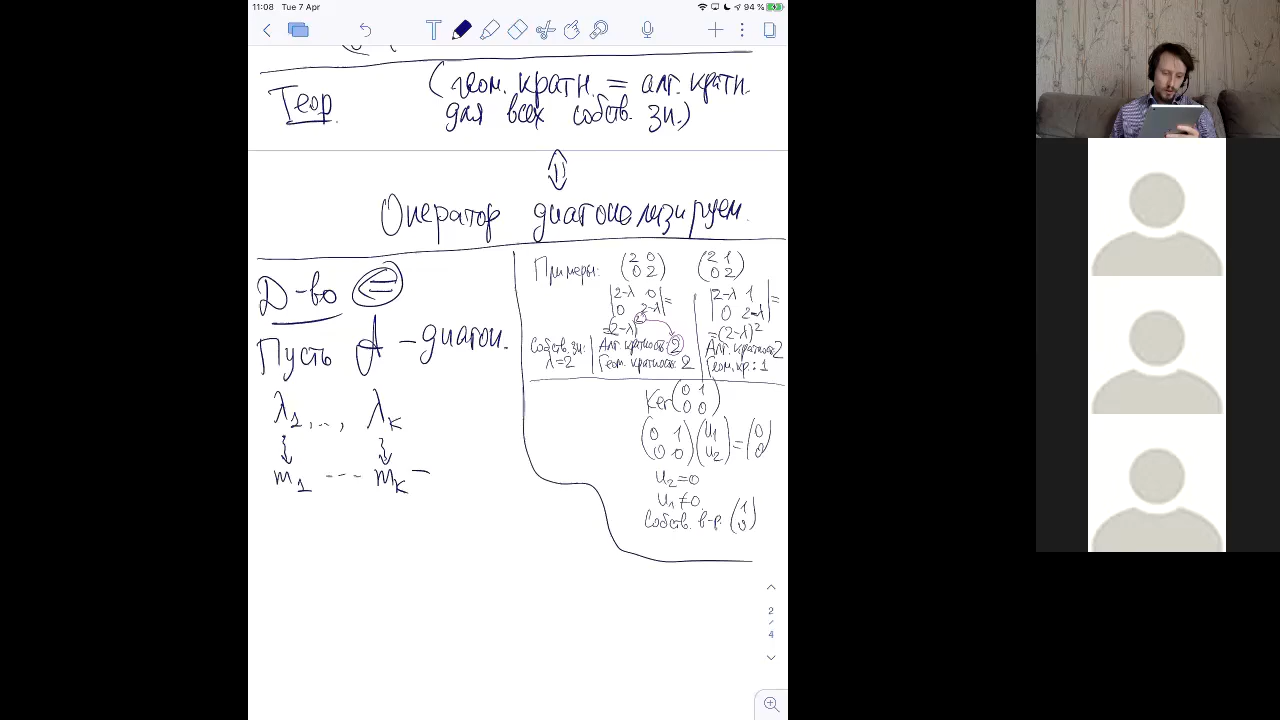 11:08 Tue 7 Apr
94 %
Теор. (геом. кратн. = алг. кратн.
для всех собств. зн.)
⇕
Оператор диагонализируем.
Д-во ⇐
Пусть A – диагон.
λ1, ..., λk
m1 --- mk –
Примеры: (2 0 / 0 2) (2 1 / 0 2)
|2-λ 0 / 0 2-λ| =
= (2-λ)²
|2-λ 1 / 0 2-λ| =
= (2-λ)²
Собств. зн: λ=2
Алг. кратность: 2
Геом. кратность: 2
Алг. кратност 2
Геом. кр.: 1
Ker (0 1 / 0 0)
(0 1 / 0 0) (u1 / u2) = (0 / 0)
u2 = 0
u1 ≠ 0
Собств. в-р. (1 / 0)
2
/
4